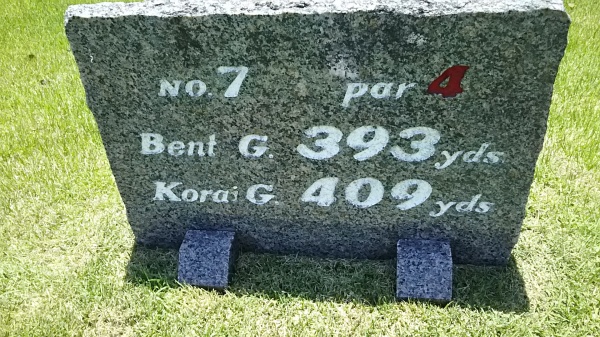 NO. 7 par 4
Bent G. 393 yds
Korai G. 409 yds.